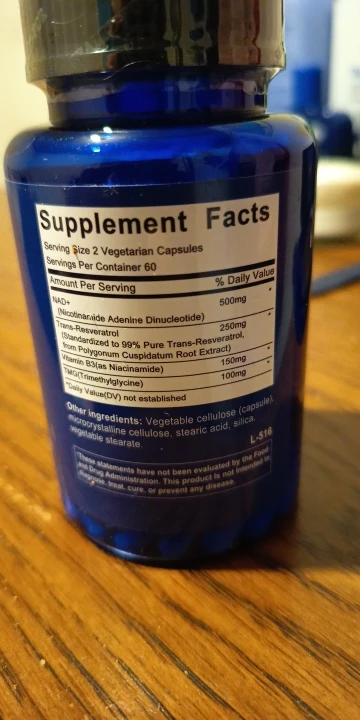 Supplement Facts
Serving Size 2 Vegetarian Capsules
Servings Per Container 60
Amount Per Serving % Daily Value
NAD+ 500mg *
(Nicotinamide Adenine Dinucleotide)
Trans-Resveratrol 250mg *
(Standardized to 99% Pure Trans-Resveratrol,
from Polygonum Cuspidatum Root Extract)
Vitamin B3(as Niacinamide) 150mg *
TMG(Trimethylglycine) 100mg *
*Daily Value(DV) not established
Other ingredients: Vegetable cellulose (capsule),
microcrystalline cellulose, stearic acid, silica,
vegetable stearate.
L-516
*These statements have not been evaluated by the Food
and Drug Administration. This product is not intended to
diagnose, treat, cure, or prevent any disease.